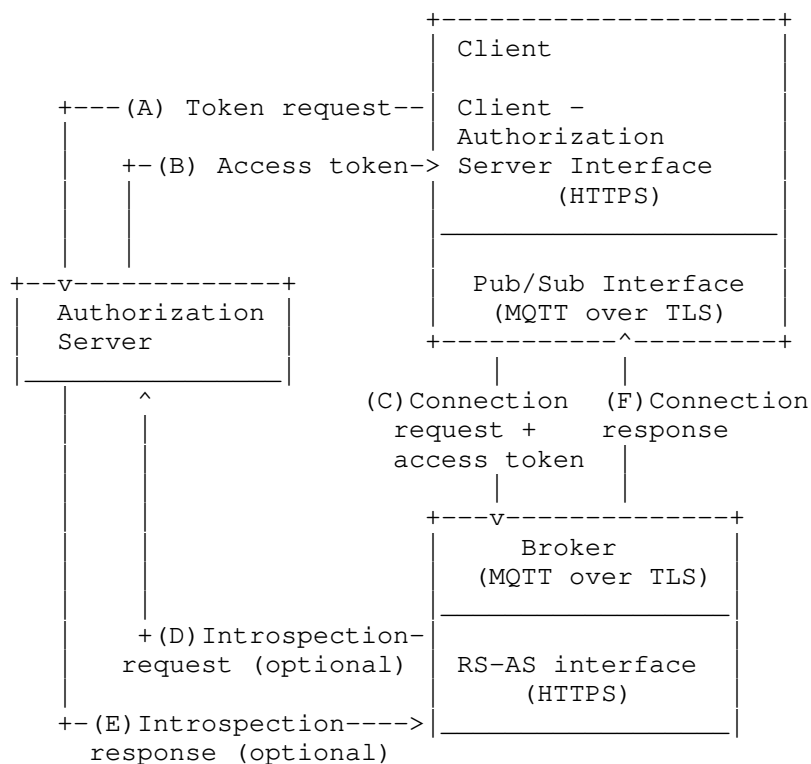 Client
(A) Token request
Client -
Authorization
(B) Access token
Server Interface
(HTTPS)
Pub/Sub Interface
Authorization
(MQTT over TLS)
Server
(C)Connection
(F)Connection
request +
response
access token
Broker
(MQTT over TLS)
(D)Introspection
request (optional)
RS-AS interface
(HTTPS)
(E)Introspection
response (optional)